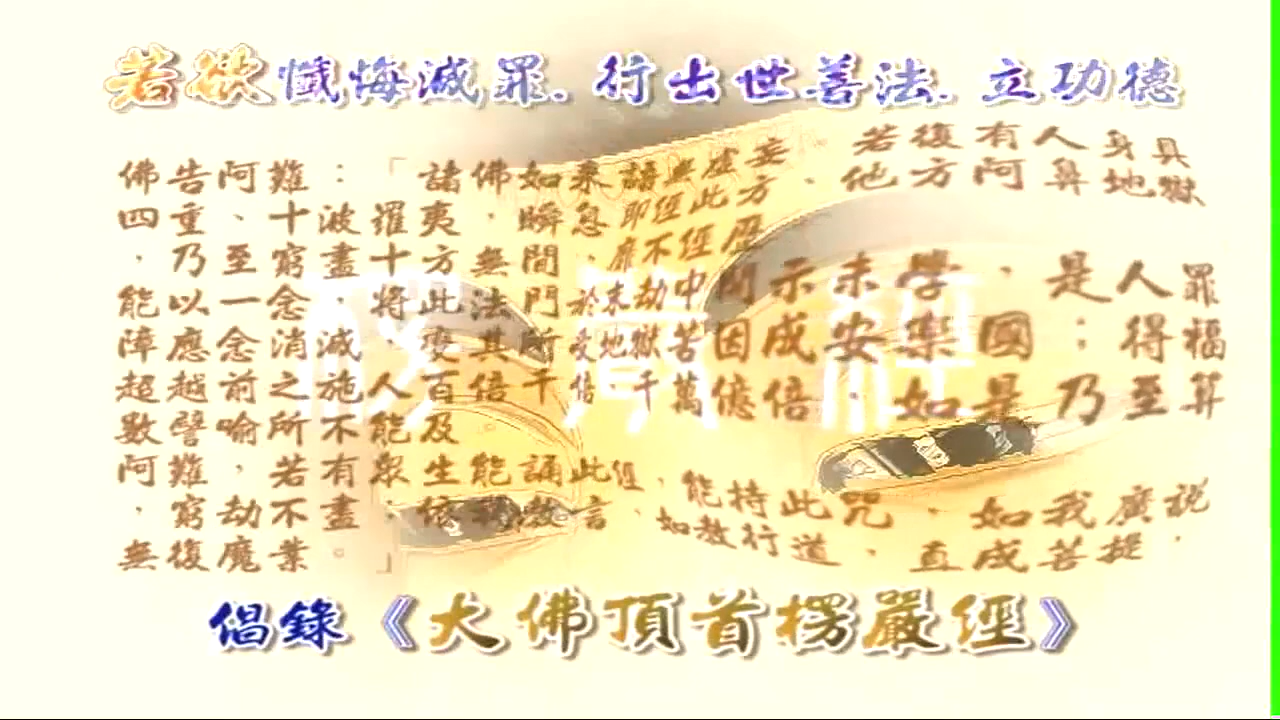 若欲懺悔滅罪.行出世善法.立功德
佛告阿難:「諸佛如來語無虛妄、若復有人身具
四重、十波羅夷,瞬息即經此方、他方阿鼻地獄
,乃至窮盡十方無間,靡不經歷
能以一念,將此法門於末劫中開示未學,是人罪
障應念消滅,變其所受地獄苦因成安樂國;得福
超越前之施人百倍千倍千萬億倍,如是乃至算
數譬喻所不能及
阿難,若有眾生能誦此經,能持此咒,如我廣說
,窮劫不盡,依我教言,如教行道,直成菩提,
無復魔業。」
倡錄《大佛頂首楞嚴經》
楞嚴經